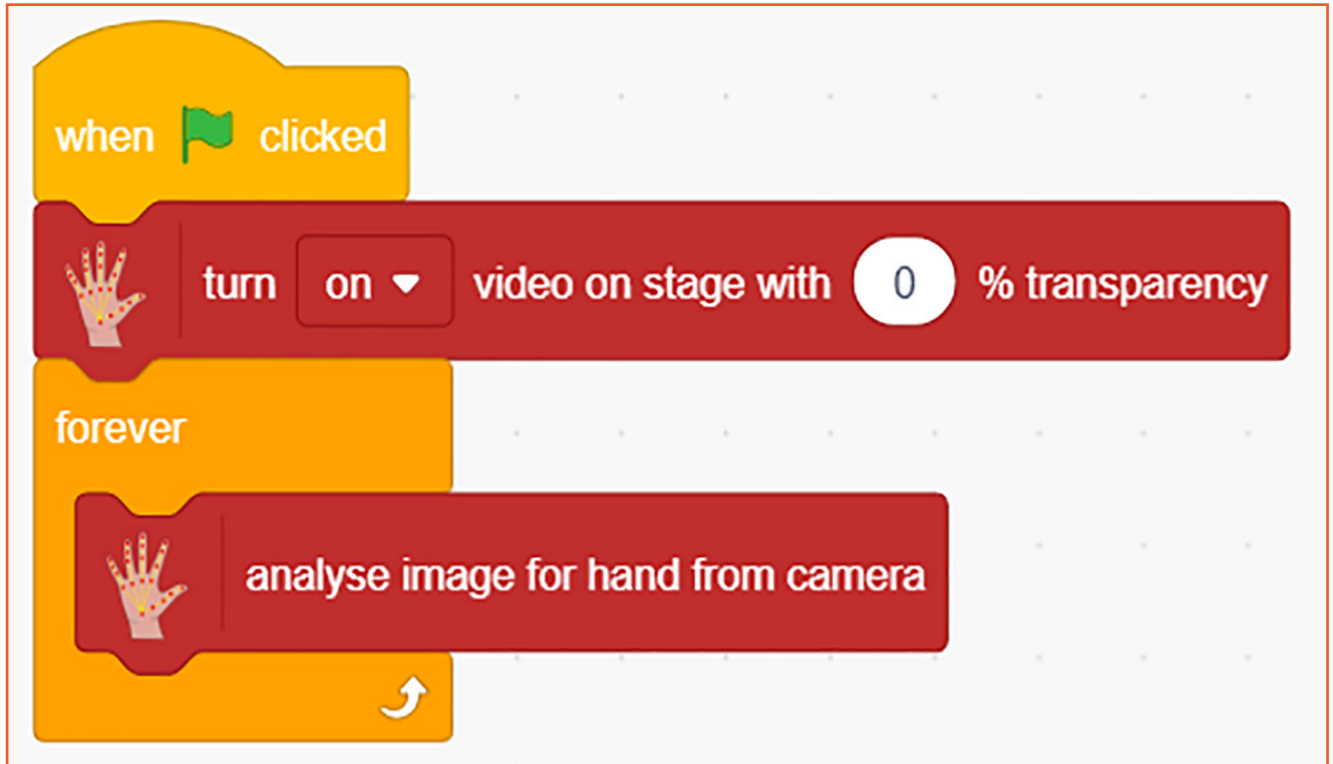 when clicked
turn on video on stage with 0 % transparency
forever
analyse image for hand from camera